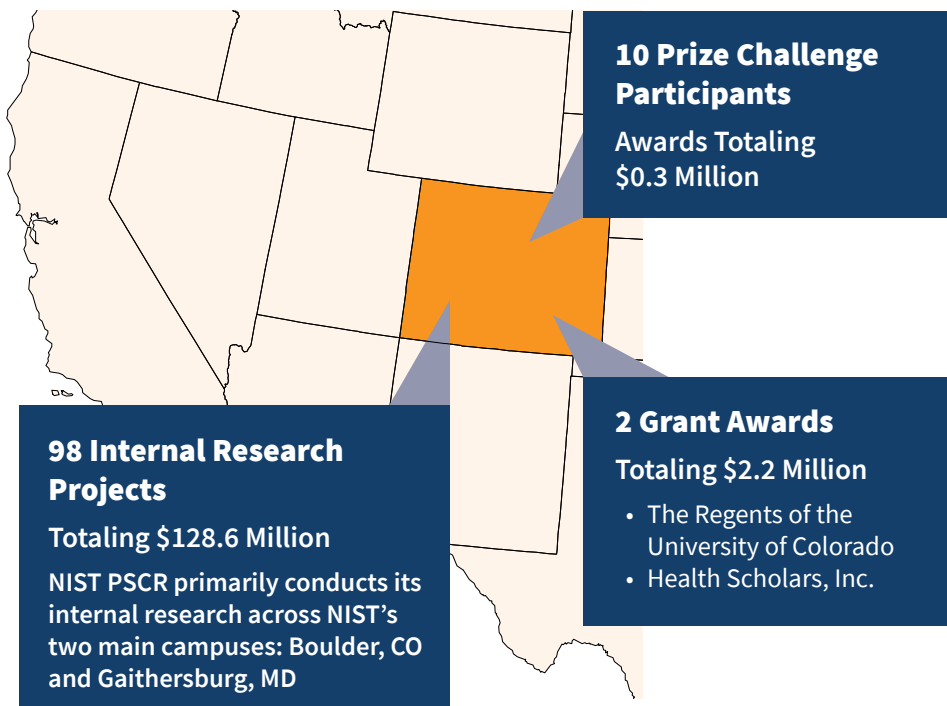 10 Prize Challenge
Participants
Awards Totaling
$0.3 Million
98 Internal Research
Projects
Totaling $128.6 Million
NIST PSCR primarily conducts its
internal research across NIST’s
two main campuses: Boulder, CO
and Gaithersburg, MD
2 Grant Awards
Totaling $2.2 Million
• The Regents of the
University of Colorado
• Health Scholars, Inc.